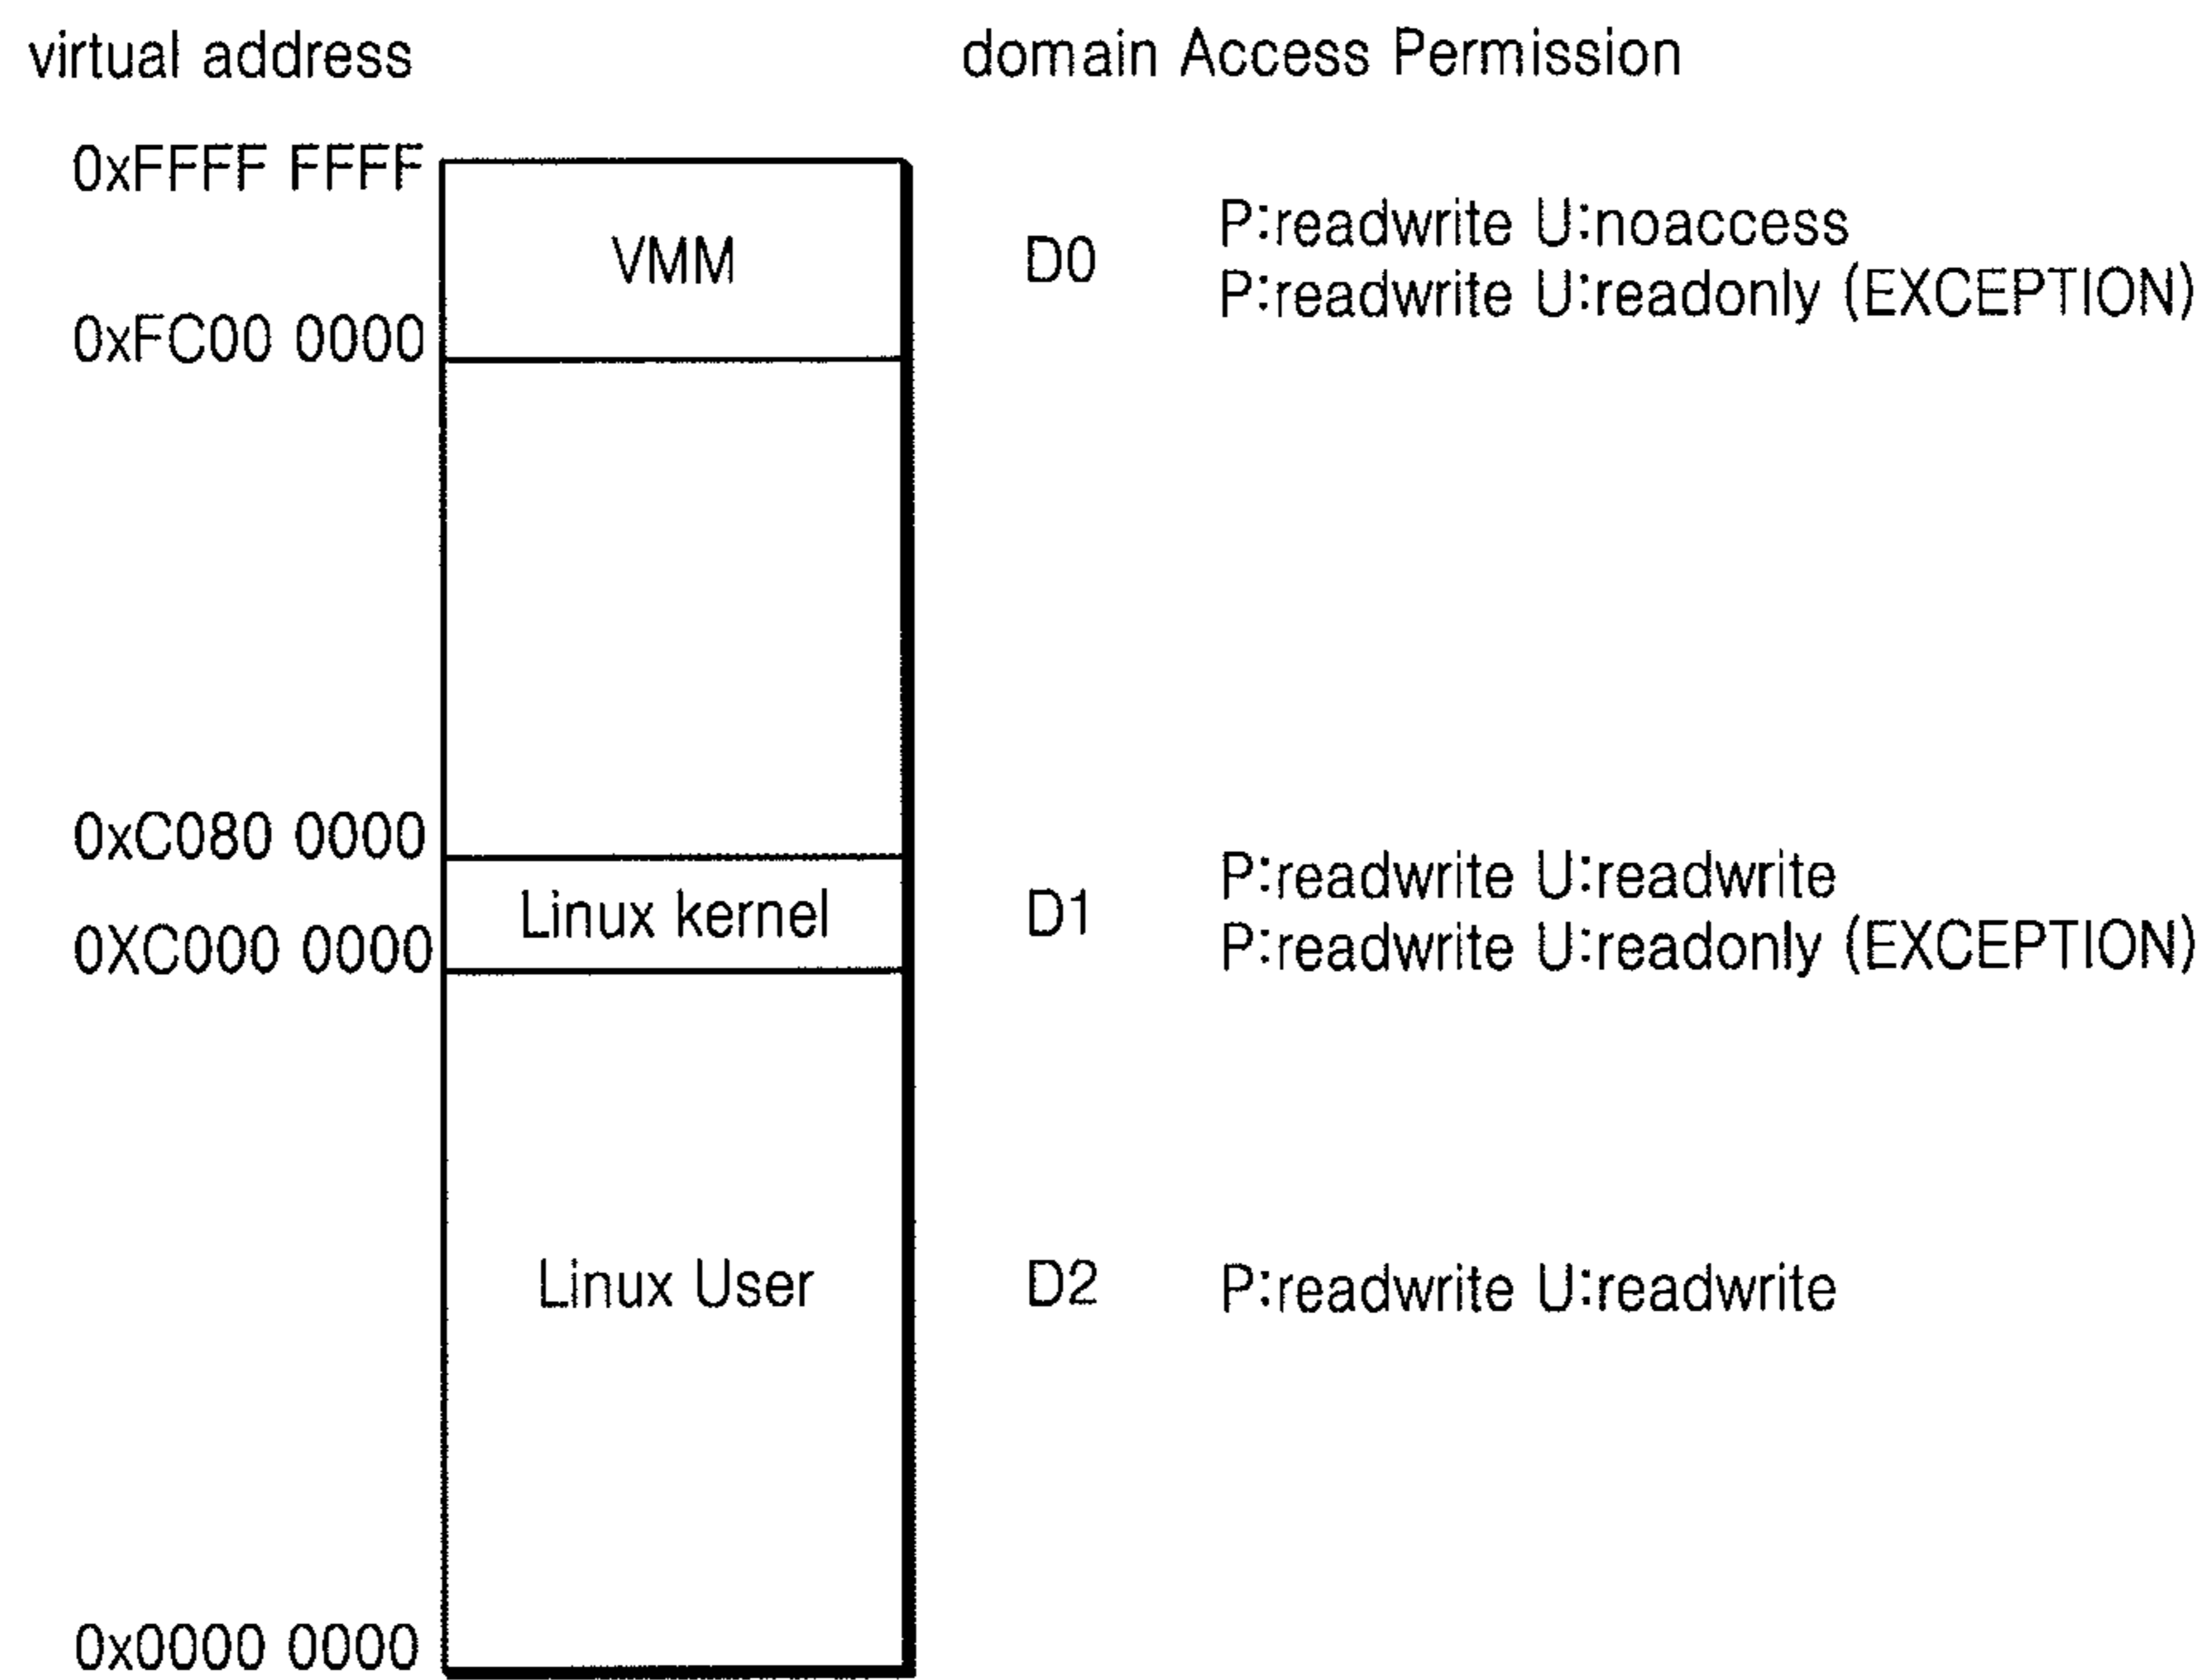 virtual address domain Access Permission
0xFFFF FFFF
P:readwrite U:noaccess
VMM D0
P:readwrite U:readonly (EXCEPTION)
0xFC00 0000
0xC080 0000
P:readwrite U:readwrite
Linux kernel D1
0XC000 0000 P:readwrite U:readonly (EXCEPTION)
Linux User D2 P:readwrite U:readwrite
0x0000 0000